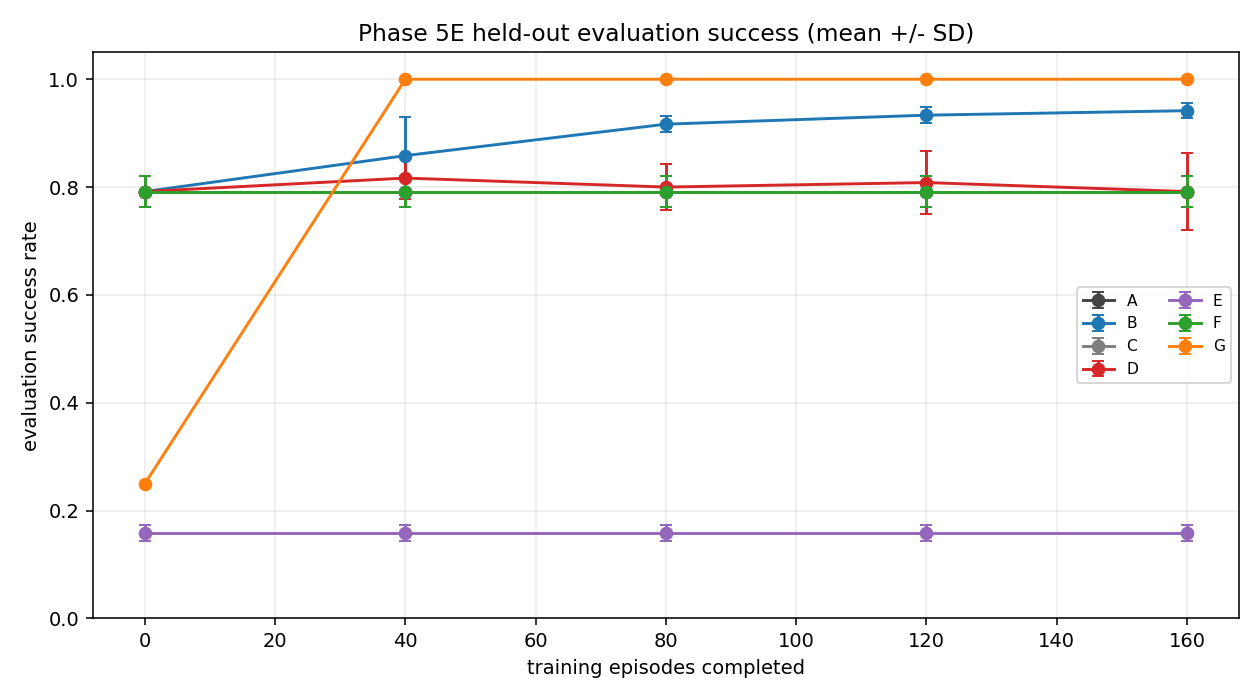 Phase 5E held-out evaluation success (mean +/- SD)
evaluation success rate
1.0
0.8
0.6
0.4
0.2
0.0
A
B
C
D
E
F
G
0 20 40 60 80 100 120 140 160
training episodes completed